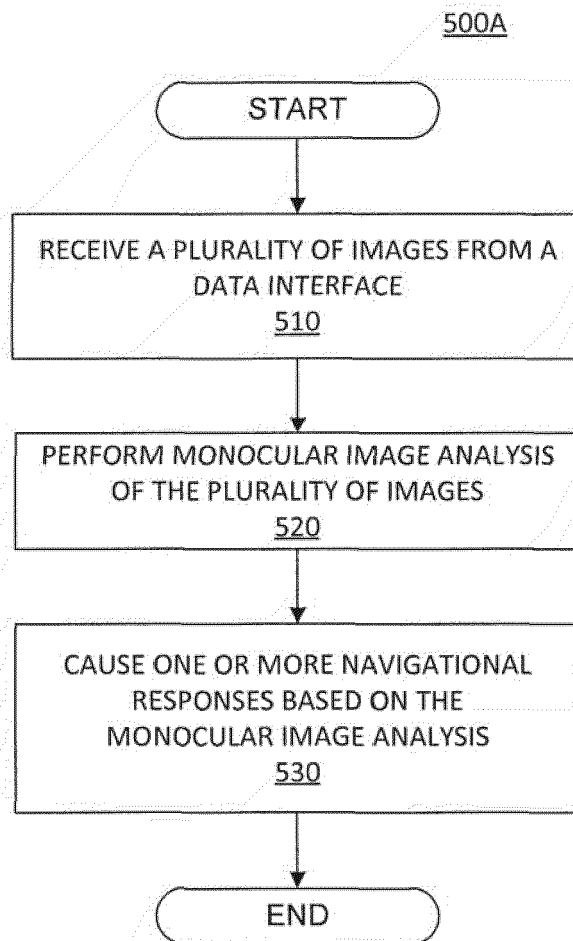 500A
START
RECEIVE A PLURALITY OF IMAGES FROM A
DATA INTERFACE
510
PERFORM MONOCULAR IMAGE ANALYSIS
OF THE PLURALITY OF IMAGES
520
CAUSE ONE OR MORE NAVIGATIONAL
RESPONSES BASED ON THE
MONOCULAR IMAGE ANALYSIS
530
END